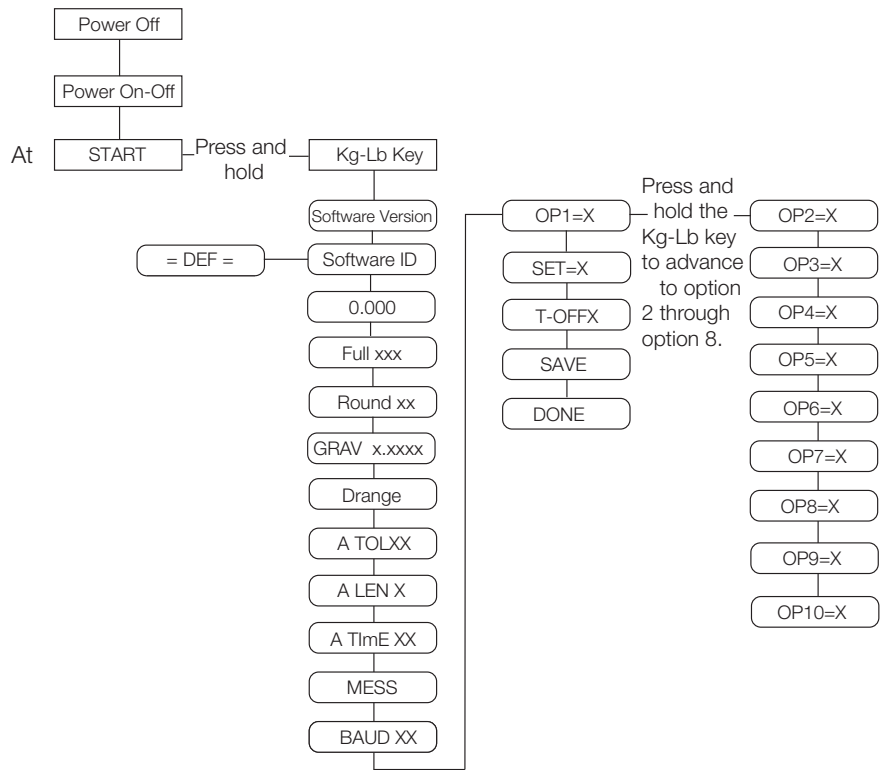 Power Off
Power On-Off
At
START
Press and
hold
Kg-Lb Key
Software Version
= DEF =
Software ID
0.000
Full xxx
Round xx
GRAV x.xxxx
Drange
A TOLXX
A LEN X
A TImE XX
MESS
BAUD XX
OP1=X
SET=X
T-OFFX
SAVE
DONE
Press and
hold the
Kg-Lb key
to advance
to option
2 through
option 8.
OP2=X
OP3=X
OP4=X
OP5=X
OP6=X
OP7=X
OP8=X
OP9=X
OP10=X